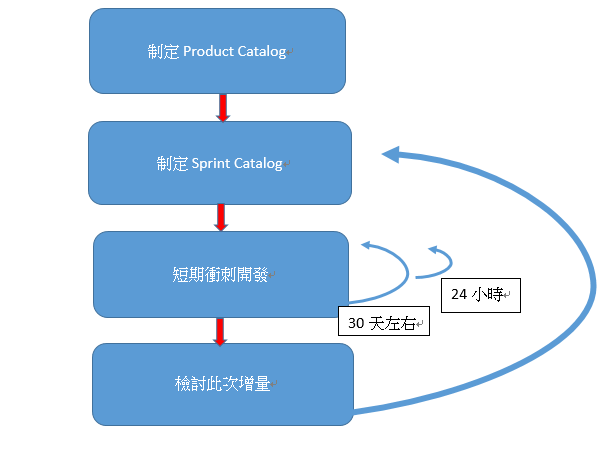 制定 Product Catalog
制定 Sprint Catalog
短期衝刺開發
24 小時
30 天左右
檢討此次增量